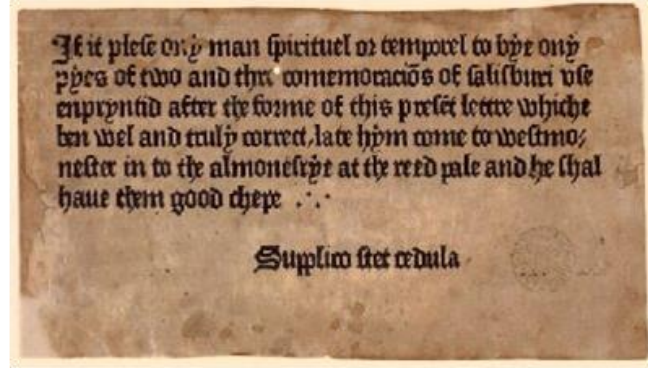 If it plese ony man spirituel or temporel to bye ony
pyes of two and thre comemoraciōs of salisburi vse
enpryntid after the forme of this presēt lettre whiche
ben wel and truly correct, late hym come to westmo-
nester in to the almonesrye at the reed pale and he shal
haue them good chepe .·.
Supplico stet cedula